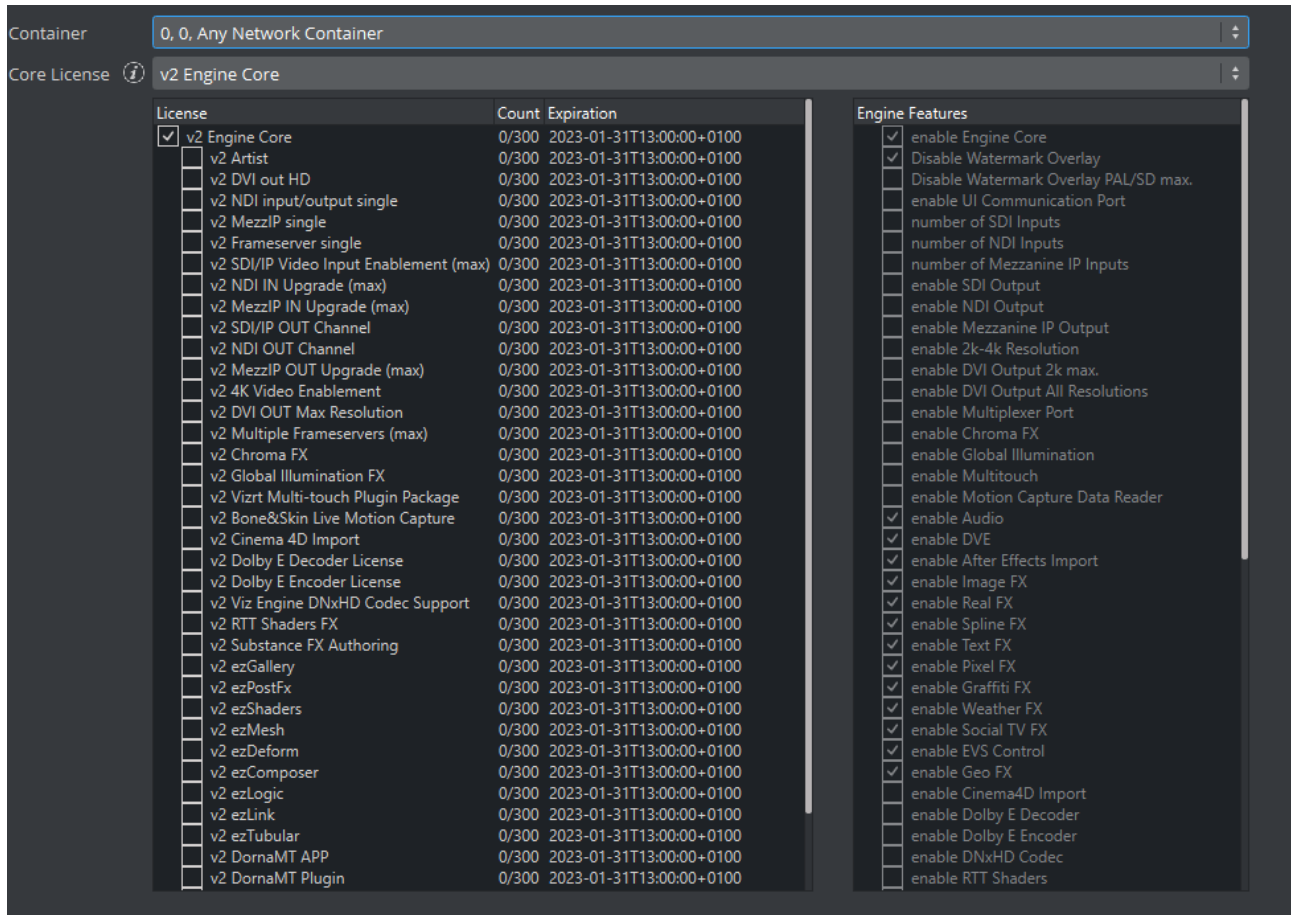 Container 0, 0, Any Network Container
Core License i v2 Engine Core
License Count Expiration
v2 Engine Core 0/300 2023-01-31T13:00:00+0100
v2 Artist 0/300 2023-01-31T13:00:00+0100
v2 DVI out HD 0/300 2023-01-31T13:00:00+0100
v2 NDI input/output single 0/300 2023-01-31T13:00:00+0100
v2 MezzIP single 0/300 2023-01-31T13:00:00+0100
v2 Frameserver single 0/300 2023-01-31T13:00:00+0100
v2 SDI/IP Video Input Enablement (max) 0/300 2023-01-31T13:00:00+0100
v2 NDI IN Upgrade (max) 0/300 2023-01-31T13:00:00+0100
v2 MezzIP IN Upgrade (max) 0/300 2023-01-31T13:00:00+0100
v2 SDI/IP OUT Channel 0/300 2023-01-31T13:00:00+0100
v2 NDI OUT Channel 0/300 2023-01-31T13:00:00+0100
v2 MezzIP OUT Upgrade (max) 0/300 2023-01-31T13:00:00+0100
v2 4K Video Enablement 0/300 2023-01-31T13:00:00+0100
v2 DVI OUT Max Resolution 0/300 2023-01-31T13:00:00+0100
v2 Multiple Frameservers (max) 0/300 2023-01-31T13:00:00+0100
v2 Chroma FX 0/300 2023-01-31T13:00:00+0100
v2 Global Illumination FX 0/300 2023-01-31T13:00:00+0100
v2 Vizrt Multi-touch Plugin Package 0/300 2023-01-31T13:00:00+0100
v2 Bone&Skin Live Motion Capture 0/300 2023-01-31T13:00:00+0100
v2 Cinema 4D Import 0/300 2023-01-31T13:00:00+0100
v2 Dolby E Decoder License 0/300 2023-01-31T13:00:00+0100
v2 Dolby E Encoder License 0/300 2023-01-31T13:00:00+0100
v2 Viz Engine DNxHD Codec Support 0/300 2023-01-31T13:00:00+0100
v2 RTT Shaders FX 0/300 2023-01-31T13:00:00+0100
v2 Substance FX Authoring 0/300 2023-01-31T13:00:00+0100
v2 ezGallery 0/300 2023-01-31T13:00:00+0100
v2 ezPostFx 0/300 2023-01-31T13:00:00+0100
v2 ezShaders 0/300 2023-01-31T13:00:00+0100
v2 ezMesh 0/300 2023-01-31T13:00:00+0100
v2 ezDeform 0/300 2023-01-31T13:00:00+0100
v2 ezComposer 0/300 2023-01-31T13:00:00+0100
v2 ezLogic 0/300 2023-01-31T13:00:00+0100
v2 ezLink 0/300 2023-01-31T13:00:00+0100
v2 ezTubular 0/300 2023-01-31T13:00:00+0100
v2 DornaMT APP 0/300 2023-01-31T13:00:00+0100
v2 DornaMT Plugin 0/300 2023-01-31T13:00:00+0100
Engine Features
enable Engine Core
Disable Watermark Overlay
Disable Watermark Overlay PAL/SD max.
enable UI Communication Port
number of SDI Inputs
number of NDI Inputs
number of Mezzanine IP Inputs
enable SDI Output
enable NDI Output
enable Mezzanine IP Output
enable 2k-4k Resolution
enable DVI Output 2k max.
enable DVI Output All Resolutions
enable Multiplexer Port
enable Chroma FX
enable Global Illumination
enable Multitouch
enable Motion Capture Data Reader
enable Audio
enable DVE
enable After Effects Import
enable Image FX
enable Real FX
enable Spline FX
enable Text FX
enable Pixel FX
enable Graffiti FX
enable Weather FX
enable Social TV FX
enable EVS Control
enable Geo FX
enable Cinema4D Import
enable Dolby E Decoder
enable Dolby E Encoder
enable DNxHD Codec
enable RTT Shaders